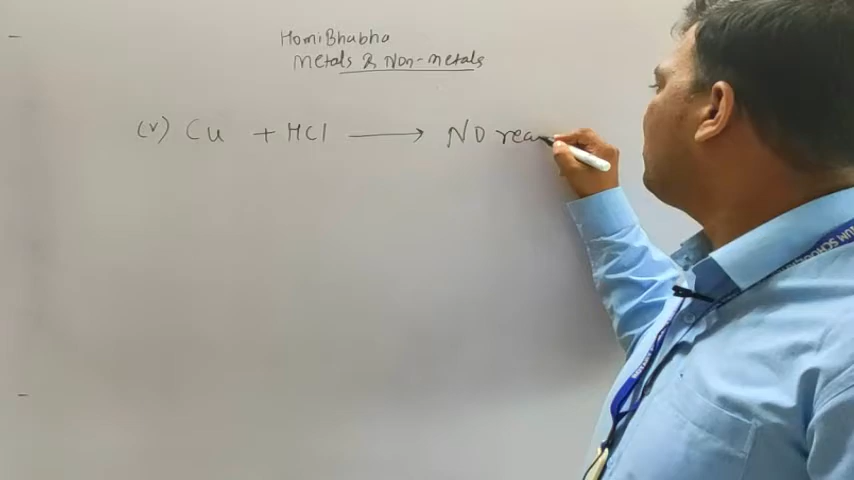 HomiBhabha
Metals & Non-metals
(v) Cu + HCl ⟶ NO rea